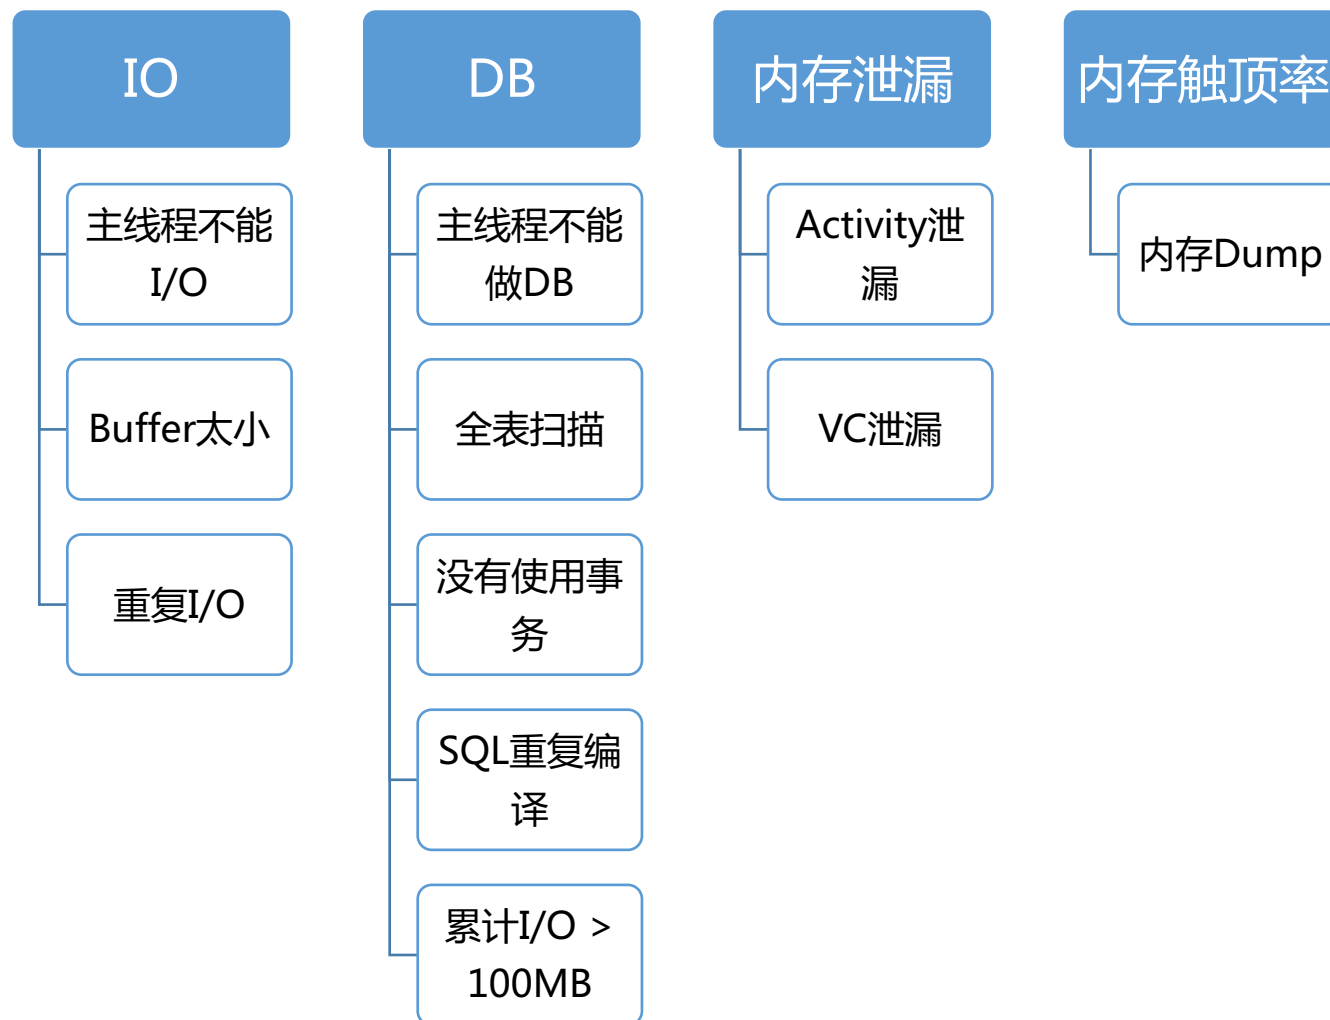 IO
主线程不能
I/O
Buffer太小
重复I/O
DB
主线程不能
做DB
全表扫描
没有使用事
务
SQL重复编
译
累计I/O >
100MB
内存泄漏
Activity泄
漏
VC泄漏
内存触顶率
内存Dump